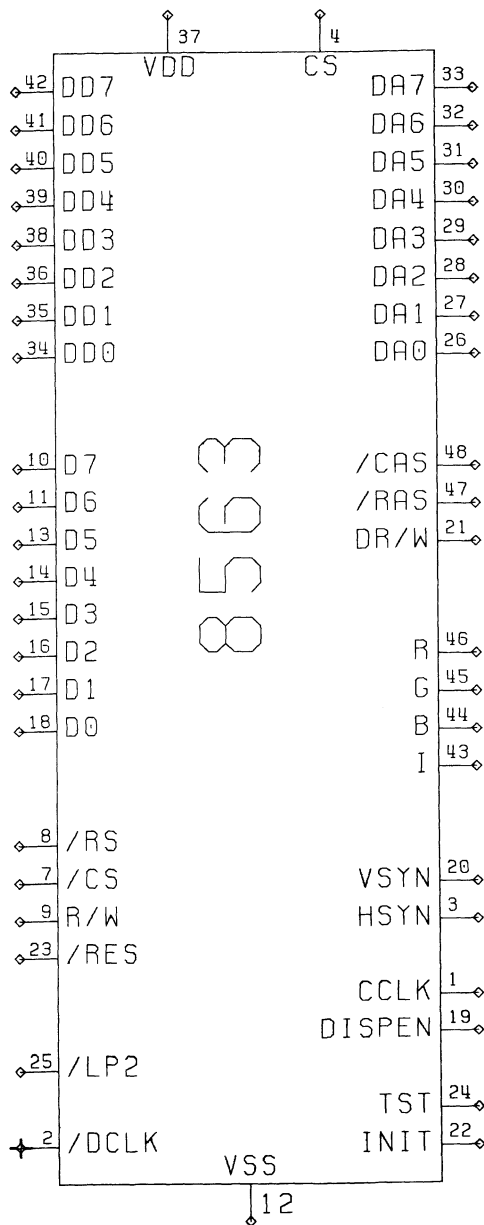 37 4
VDD CS
42 DD7 DA7 33
41 DD6 DA6 32
40 DD5 DA5 31
39 DD4 DA4 30
38 DD3 DA3 29
36 DD2 DA2 28
35 DD1 DA1 27
34 DD0 DA0 26
8563
10 D7 /CAS 48
11 D6 /RAS 47
13 D5 DR/W 21
14 D4
15 D3
16 D2 R 46
17 D1 G 45
18 D0 B 44
I 43
8 /RS
7 /CS VSYN 20
9 R/W HSYN 3
23 /RES
CCLK 1
DISPEN 19
25 /LP2
TST 24
2 /DCLK INIT 22
VSS
12